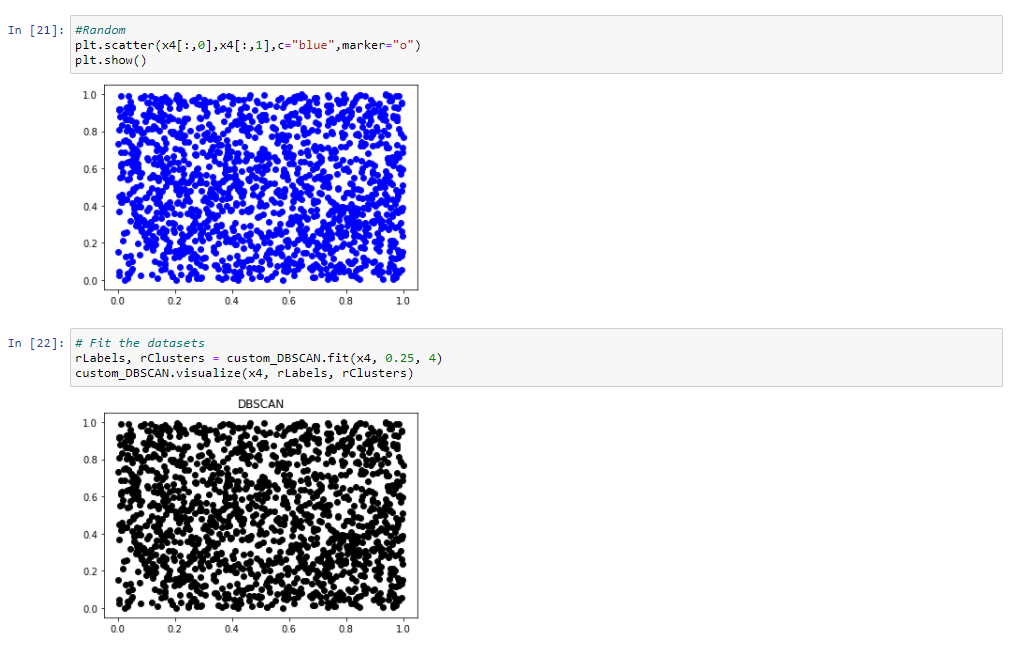 In [21]: #Random
plt.scatter(x4[:,0],x4[:,1],c="blue",marker="o")
plt.show()
1.0
0.8
0.6
0.4
0.2
0.0
0.0 0.2 0.4 0.6 0.8 1.0
In [22]: # Fit the datasets
rLabels, rClusters = custom_DBSCAN.fit(x4, 0.25, 4)
custom_DBSCAN.visualize(x4, rLabels, rClusters)
DBSCAN
1.0
0.8
0.6
0.4
0.2
0.0
0.0 0.2 0.4 0.6 0.8 1.0